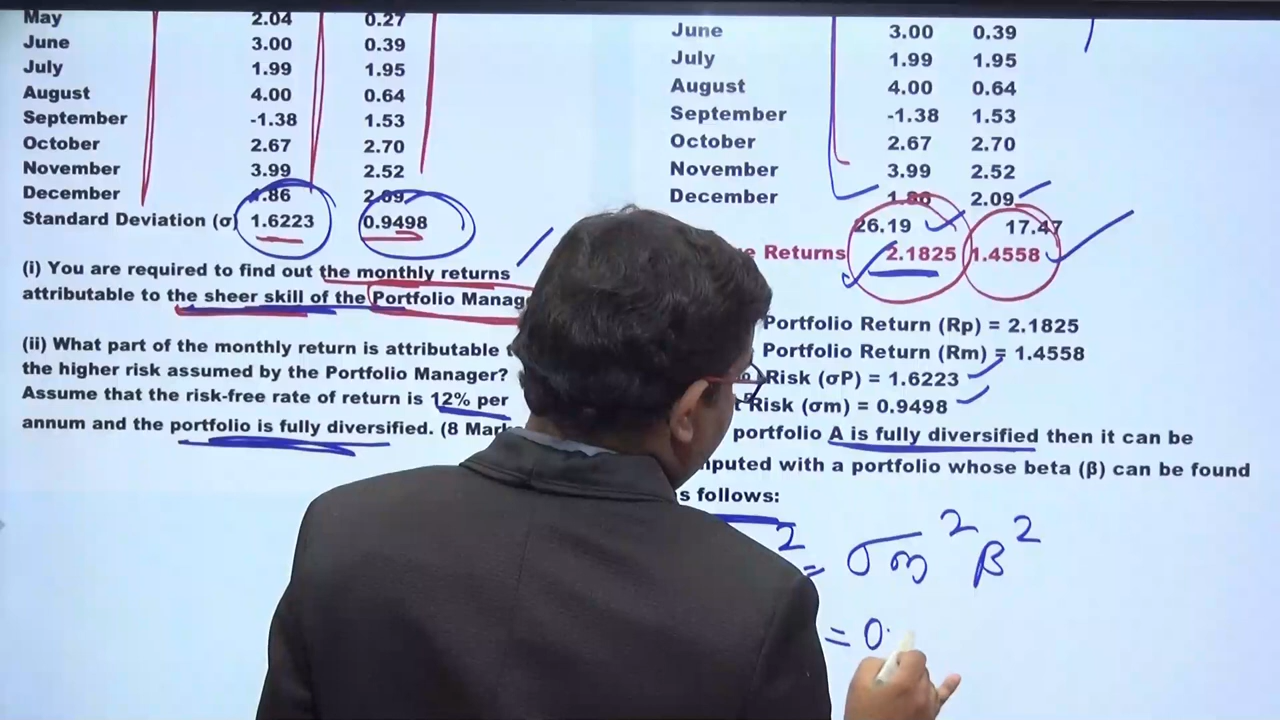 May 2.04 0.27
June 3.00 0.39
July 1.99 1.95
August 4.00 0.64
September -1.38 1.53
October 2.67 2.70
November 3.99 2.52
December 1.86 2.09
Standard Deviation (σ) 1.6223 0.9498
(i) You are required to find out the monthly returns
attributable to the sheer skill of the Portfolio
(ii) What part of the monthly return is attributable
the higher risk assumed by the Portfolio Manager?
Assume that the risk-free rate of return is 12% per
annum and the portfolio is fully diversified. (8
June 3.00 0.39
July 1.99 1.95
August 4.00 0.64
September -1.38 1.53
October 2.67 2.70
November 3.99 2.52
December 1.86 2.09
26.19 17.47
Returns 2.1825 1.4558
Portfolio Return (Rp) = 2.1825
Portfolio Return (Rm) = 1.4558
Risk (σP) = 1.6223
Risk (σm) = 0.9498
portfolio A is fully diversified then it can be
with a portfolio whose beta (β) can be found
follows:
2 = σm² β²
= 0.